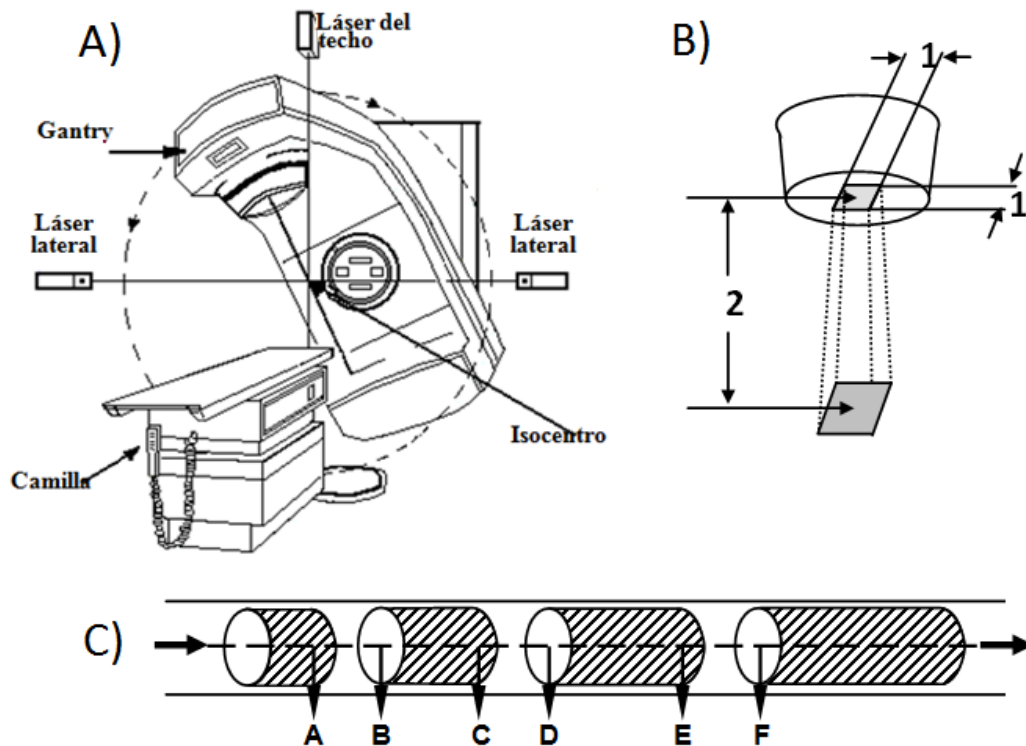 A)
Láser del
techo
Gantry
Láser
lateral
Láser
lateral
Isocentro
Camilla
B)
1
1
2
C)
A B C D E F